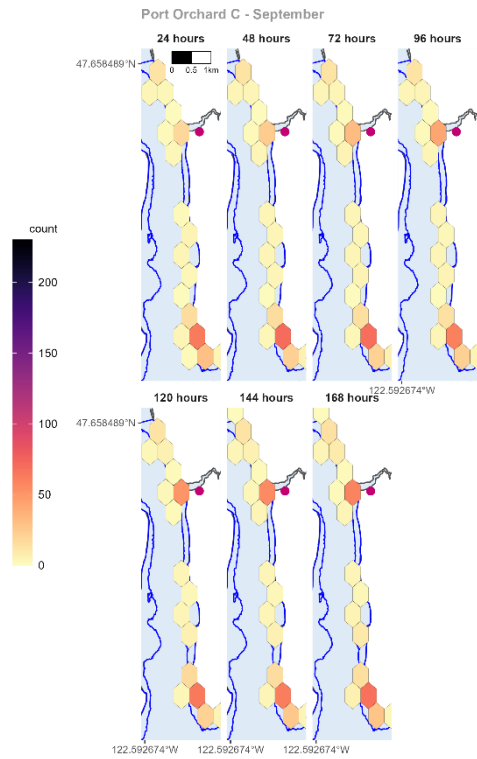 Port Orchard C - September
24 hours
48 hours
72 hours
96 hours
47.658489°N
0 0.5 1km
count
200
150
100
50
0
122.592674°W
120 hours
144 hours
168 hours
47.658489°N
122.592674°W
122.592674°W
122.592674°W